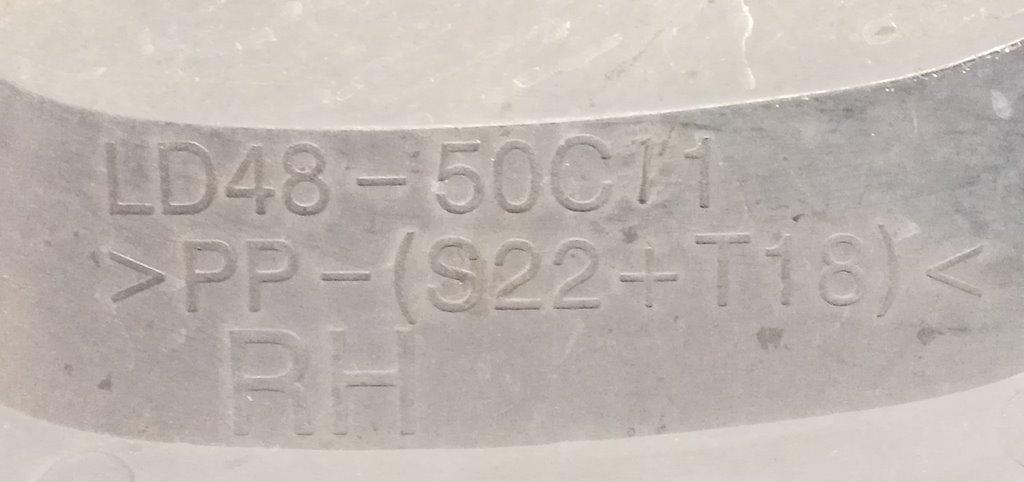 LD48-50C11
>PP-(S22+T18)<
RH